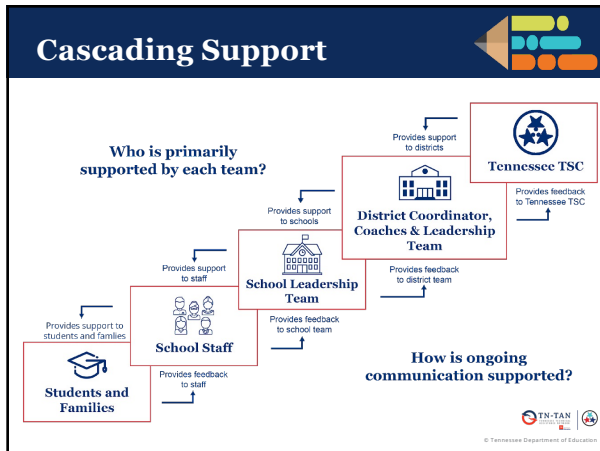 Cascading Support
Provides support
to districts
Tennessee TSC
Who is primarily
supported by each team?
Provides feedback
to Tennessee TSC
Provides support
to schools
District Coordinator,
Coaches & Leadership
Team
Provides support
to staff
School Leadership
Team
Provides feedback
to district team
Provides support to
students and famlies
School Staff
Provides feedback
to school team
How is ongoing
communication supported?
Students and
Families
Provides feedback
to staff
TN-TAN
© Tennessee Department of Education